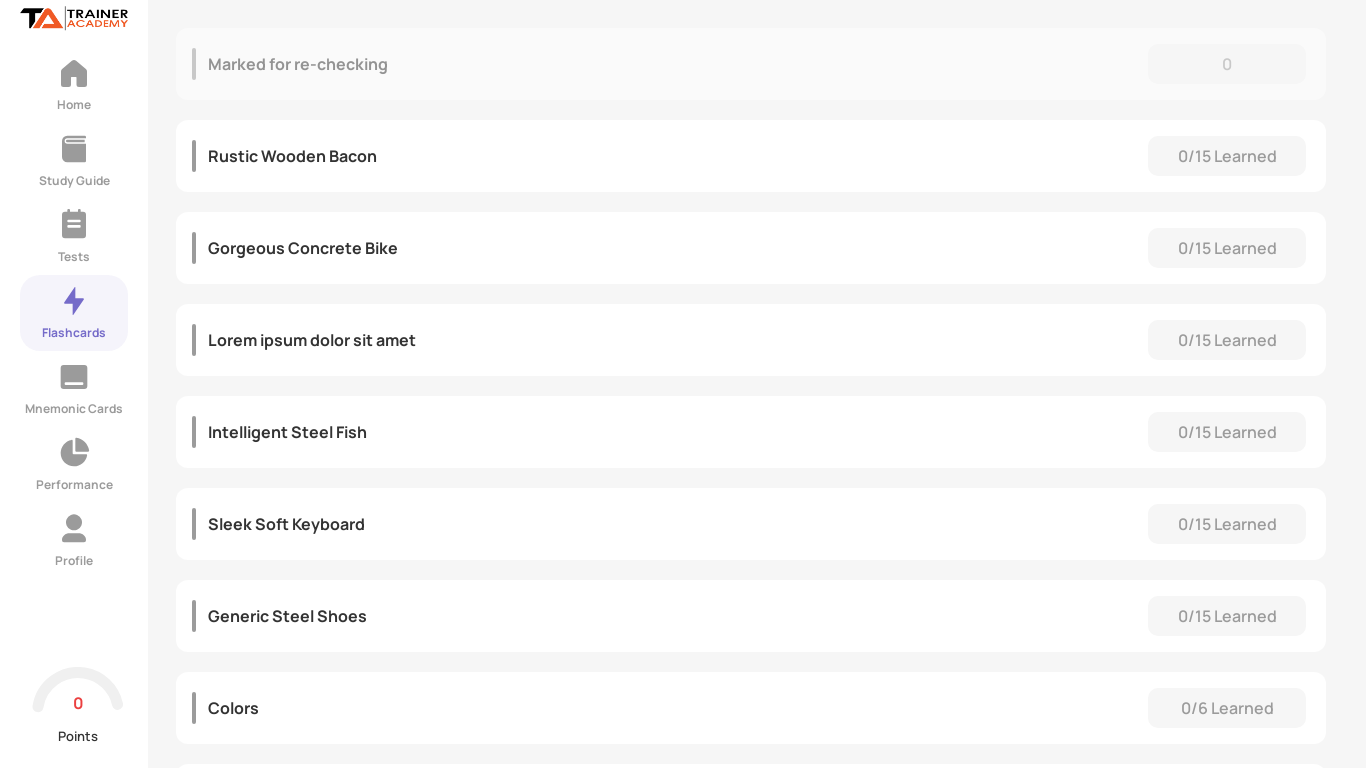 TA TRAINER
ACADEMY
Home
Study Guide
Tests
Flashcards
Mnemonic Cards
Performance
Profile
0
Points
Marked for re-checking 0
Rustic Wooden Bacon 0/15 Learned
Gorgeous Concrete Bike 0/15 Learned
Lorem ipsum dolor sit amet 0/15 Learned
Intelligent Steel Fish 0/15 Learned
Sleek Soft Keyboard 0/15 Learned
Generic Steel Shoes 0/15 Learned
Colors 0/6 Learned